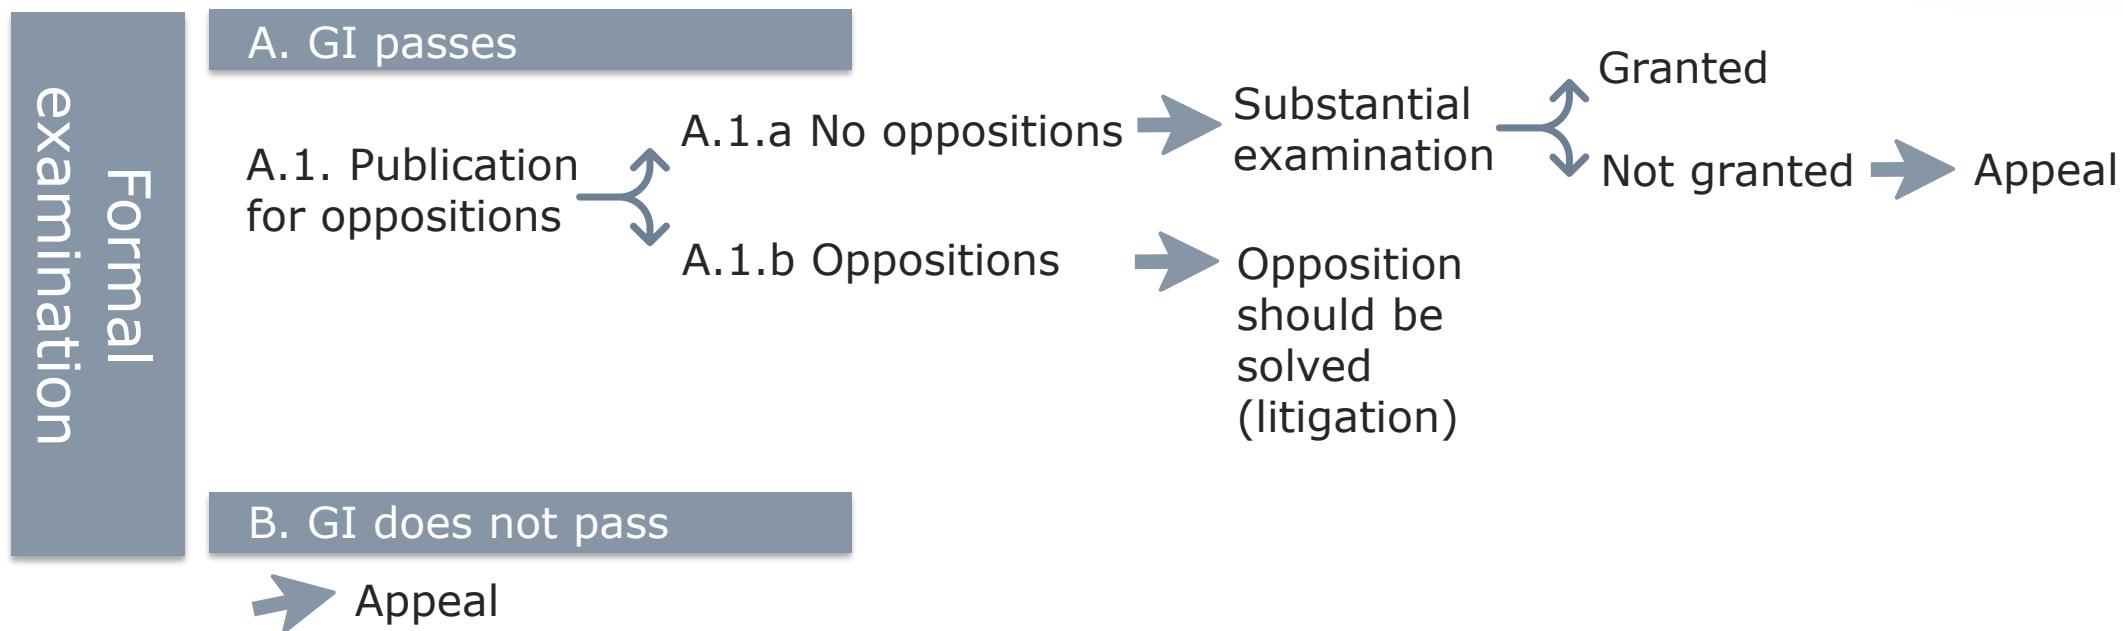 Formal
examination
A. GI passes
A.1. Publication
for oppositions
A.1.a No oppositions
Substantial
examination
Granted
Not granted
Appeal
A.1.b Oppositions
Opposition
should be
solved
(litigation)
B. GI does not pass
Appeal